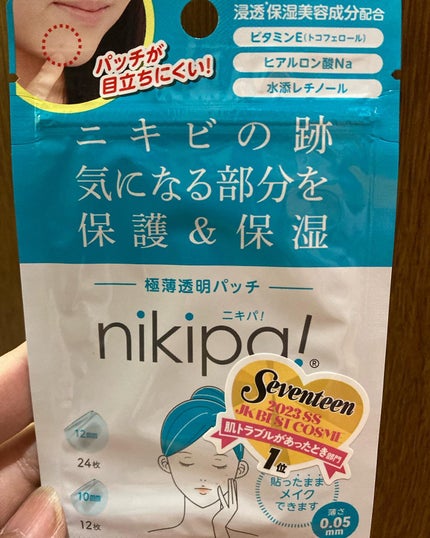 浸透*保湿美容成分配合
ビタミンE(トコフェロール)
ヒアルロン酸Na
水添レチノール
パッチが
目立ちにくい!
ニキビの跡
気になる部分を
保護&保湿
極薄透明パッチ
ニキパ!
nikipa!®
Seventeen
2023SS
JK BEST COSME
肌トラブルがあったとき部門
1位
12mm
24枚
10mm
12枚
貼ったまま
メイク
できます
薄さ
0.05
mm